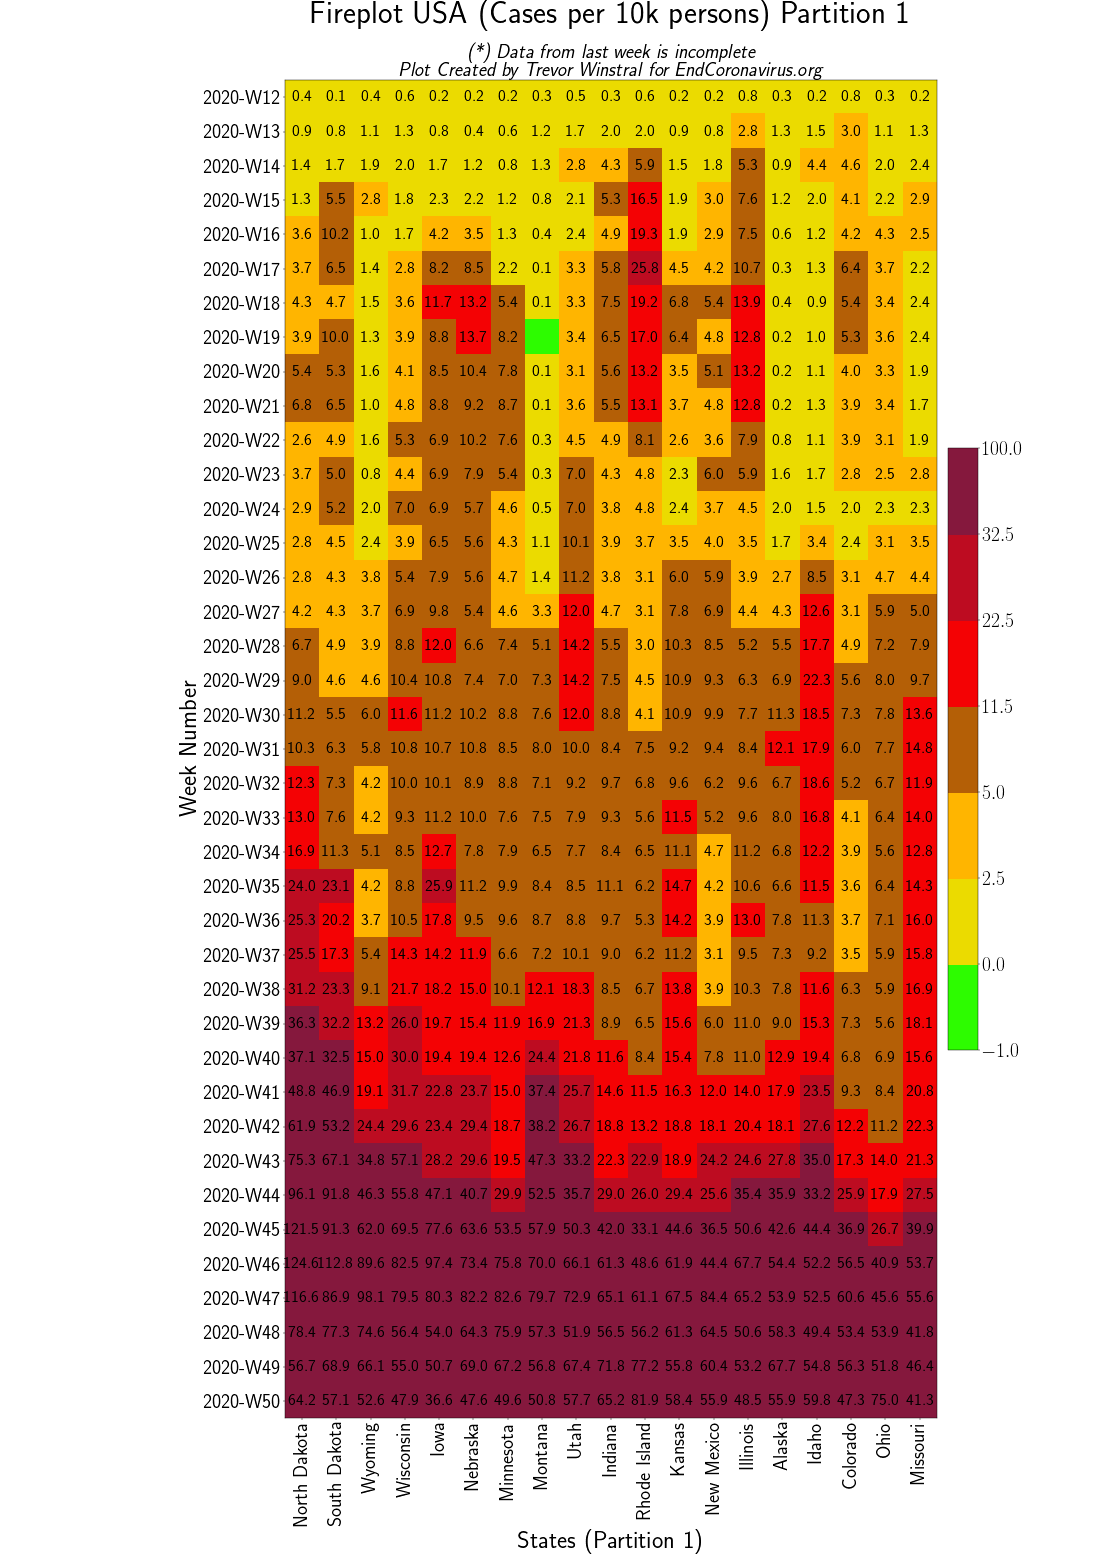 Fireplot USA (Cases per 10k persons) Partition 1
(*) Data from last week is incomplete
Plot Created by Trevor Winstral for EndCoronavirus.org
2020-W12 0.4 0.1 0.4 0.6 0.2 0.2 0.2 0.3 0.5 0.3 0.6 0.2 0.2 0.8 0.3 0.2 0.8 0.3 0.2
2020-W13 0.9 0.8 1.1 1.3 0.8 0.4 0.6 1.2 1.7 2.0 2.0 0.9 0.8 2.8 1.3 1.5 3.0 1.1 1.3
2020-W14 1.4 1.7 1.9 2.0 1.7 1.2 0.8 1.3 2.8 4.3 5.9 1.5 1.8 5.3 0.9 4.4 4.6 2.0 2.4
2020-W15 1.3 5.5 2.8 1.8 2.3 2.2 1.2 0.8 2.1 5.3 16.5 1.9 3.0 7.6 1.2 2.0 4.1 2.2 2.9
2020-W16 3.6 10.2 1.0 1.7 4.2 3.5 1.3 0.4 2.4 4.9 19.3 1.9 2.9 7.5 0.6 1.2 4.2 4.3 2.5
2020-W17 3.7 6.5 1.4 2.8 8.2 8.5 2.2 0.1 3.3 5.8 25.8 4.5 4.2 10.7 0.3 1.3 6.4 3.7 2.2
2020-W18 4.3 4.7 1.5 3.6 11.7 13.2 5.4 0.1 3.3 7.5 19.2 6.8 5.4 13.9 0.4 0.9 5.4 3.4 2.4
2020-W19 3.9 10.0 1.3 3.9 8.8 13.7 8.2 3.4 6.5 17.0 6.4 4.8 12.8 0.2 1.0 5.3 3.6 2.4
2020-W20 5.4 5.3 1.6 4.1 8.5 10.4 7.8 0.1 3.1 5.6 13.2 3.5 5.1 13.2 0.2 1.1 4.0 3.3 1.9
2020-W21 6.8 6.5 1.0 4.8 8.8 9.2 8.7 0.1 3.6 5.5 13.1 3.7 4.8 12.8 0.2 1.3 3.9 3.4 1.7
2020-W22 2.6 4.9 1.6 5.3 6.9 10.2 7.6 0.3 4.5 4.9 8.1 2.6 3.6 7.9 0.8 1.1 3.9 3.1 1.9
2020-W23 3.7 5.0 0.8 4.4 6.9 7.9 5.4 0.3 7.0 4.3 4.8 2.3 6.0 5.9 1.6 1.7 2.8 2.5 2.8
2020-W24 2.9 5.2 2.0 7.0 6.9 5.7 4.6 0.5 7.0 3.8 4.8 2.4 3.7 4.5 2.0 1.5 2.0 2.3 2.3
2020-W25 2.8 4.5 2.4 3.9 6.5 5.6 4.3 1.1 10.1 3.9 3.7 3.5 4.0 3.5 1.7 3.4 2.4 3.1 3.5
2020-W26 2.8 4.3 3.8 5.4 7.9 5.6 4.7 1.4 11.2 3.8 3.1 6.0 5.9 3.9 2.7 8.5 3.1 4.7 4.4
2020-W27 4.2 4.3 3.7 6.9 9.8 5.4 4.6 3.3 12.0 4.7 3.1 7.8 6.9 4.4 4.3 12.6 3.1 5.9 5.0
2020-W28 6.7 4.9 3.9 8.8 12.0 6.6 7.4 5.1 14.2 5.5 3.0 10.3 8.5 5.2 5.5 17.7 4.9 7.2 7.9
2020-W29 9.0 4.6 4.6 10.4 10.8 7.4 7.0 7.3 14.2 7.5 4.5 10.9 9.3 6.3 6.9 22.3 5.6 8.0 9.7
2020-W30 11.2 5.5 6.0 11.6 11.2 10.2 8.8 7.6 12.0 8.8 4.1 10.9 9.9 7.7 11.3 18.5 7.3 7.8 13.6
2020-W31 10.3 6.3 5.8 10.8 10.7 10.8 8.5 8.0 10.0 8.4 7.5 9.2 9.4 8.4 12.1 17.9 6.0 7.7 14.8
2020-W32 12.3 7.3 4.2 10.0 10.1 8.9 8.8 7.1 9.2 9.7 6.8 9.6 6.2 9.6 6.7 18.6 5.2 6.7 11.9
2020-W33 13.0 7.6 4.2 9.3 11.2 10.0 7.6 7.5 7.9 9.3 5.6 11.5 5.2 9.6 8.0 16.8 4.1 6.4 14.0
2020-W34 16.9 11.3 5.1 8.5 12.7 7.8 7.9 6.5 7.7 8.4 6.5 11.1 4.7 11.2 6.8 12.2 3.9 5.6 12.8
2020-W35 24.0 23.1 4.2 8.8 25.9 11.2 9.9 8.4 8.5 11.1 6.2 14.7 4.2 10.6 6.6 11.5 3.6 6.4 14.3
2020-W36 25.3 20.2 3.7 10.5 17.8 9.5 9.6 8.7 8.8 9.7 5.3 14.2 3.9 13.0 7.8 11.3 3.7 7.1 16.0
2020-W37 25.5 17.3 5.4 14.3 14.2 11.9 6.6 7.2 10.1 9.0 6.2 11.2 3.1 9.5 7.3 9.2 3.5 5.9 15.8
2020-W38 31.2 23.3 9.1 21.7 18.2 15.0 10.1 12.1 18.3 8.5 6.7 13.8 3.9 10.3 7.8 11.6 6.3 5.9 16.9
2020-W39 36.3 32.2 13.2 26.0 19.7 15.4 11.9 16.9 21.3 8.9 6.5 15.6 6.0 11.0 9.0 15.3 7.3 5.6 18.1
2020-W40 37.1 32.5 15.0 30.0 19.4 19.4 12.6 24.4 21.8 11.6 8.4 15.4 7.8 11.0 12.9 19.4 6.8 6.9 15.6
2020-W41 48.8 46.9 19.1 31.7 22.8 23.7 15.0 37.4 25.7 14.6 11.5 16.3 12.0 14.0 17.9 23.5 9.3 8.4 20.8
2020-W42 61.9 53.2 24.4 29.6 23.4 29.4 18.7 38.2 26.7 18.8 13.2 18.8 18.1 20.4 18.1 27.6 12.2 11.2 22.3
2020-W43 75.3 67.1 34.8 57.1 28.2 29.6 19.5 47.3 33.2 22.3 22.9 18.9 24.2 24.6 27.8 35.0 17.3 14.0 21.3
2020-W44 96.1 91.8 46.3 55.8 47.1 40.7 29.9 52.5 35.7 29.0 26.0 29.4 25.6 35.4 35.9 33.2 25.9 17.9 27.5
2020-W45 121.5 91.3 62.0 69.5 77.6 63.6 53.5 57.9 50.3 42.0 33.1 44.6 36.5 50.6 42.6 44.4 36.9 26.7 39.9
2020-W46 124.6 112.8 89.6 82.5 97.4 73.4 75.8 70.0 66.1 61.3 48.6 61.9 44.4 67.7 54.4 52.2 56.5 40.9 53.7
2020-W47 116.6 86.9 98.1 79.5 80.3 82.2 82.6 79.7 72.9 65.1 61.1 67.5 84.4 65.2 53.9 52.5 60.6 45.6 55.6
2020-W48 78.4 77.3 74.6 56.4 54.0 64.3 75.9 57.3 51.9 56.5 56.2 61.3 64.5 50.6 58.3 49.4 53.4 53.9 41.8
2020-W49 56.7 68.9 66.1 55.0 50.7 69.0 67.2 56.8 67.4 71.8 77.2 55.8 60.4 53.2 67.7 54.8 56.3 51.8 46.4
2020-W50 64.2 57.1 52.6 47.9 36.6 47.6 49.6 50.8 57.7 65.2 81.9 58.4 55.9 48.5 55.9 59.8 47.3 75.0 41.3
Week Number
North Dakota
South Dakota
Wyoming
Wisconsin
Iowa
Nebraska
Minnesota
Montana
Utah
Indiana
Rhode Island
Kansas
New Mexico
Illinois
Alaska
Idaho
Colorado
Ohio
Missouri
States (Partition 1)
100.0
32.5
22.5
11.5
5.0
2.5
0.0
−1.0